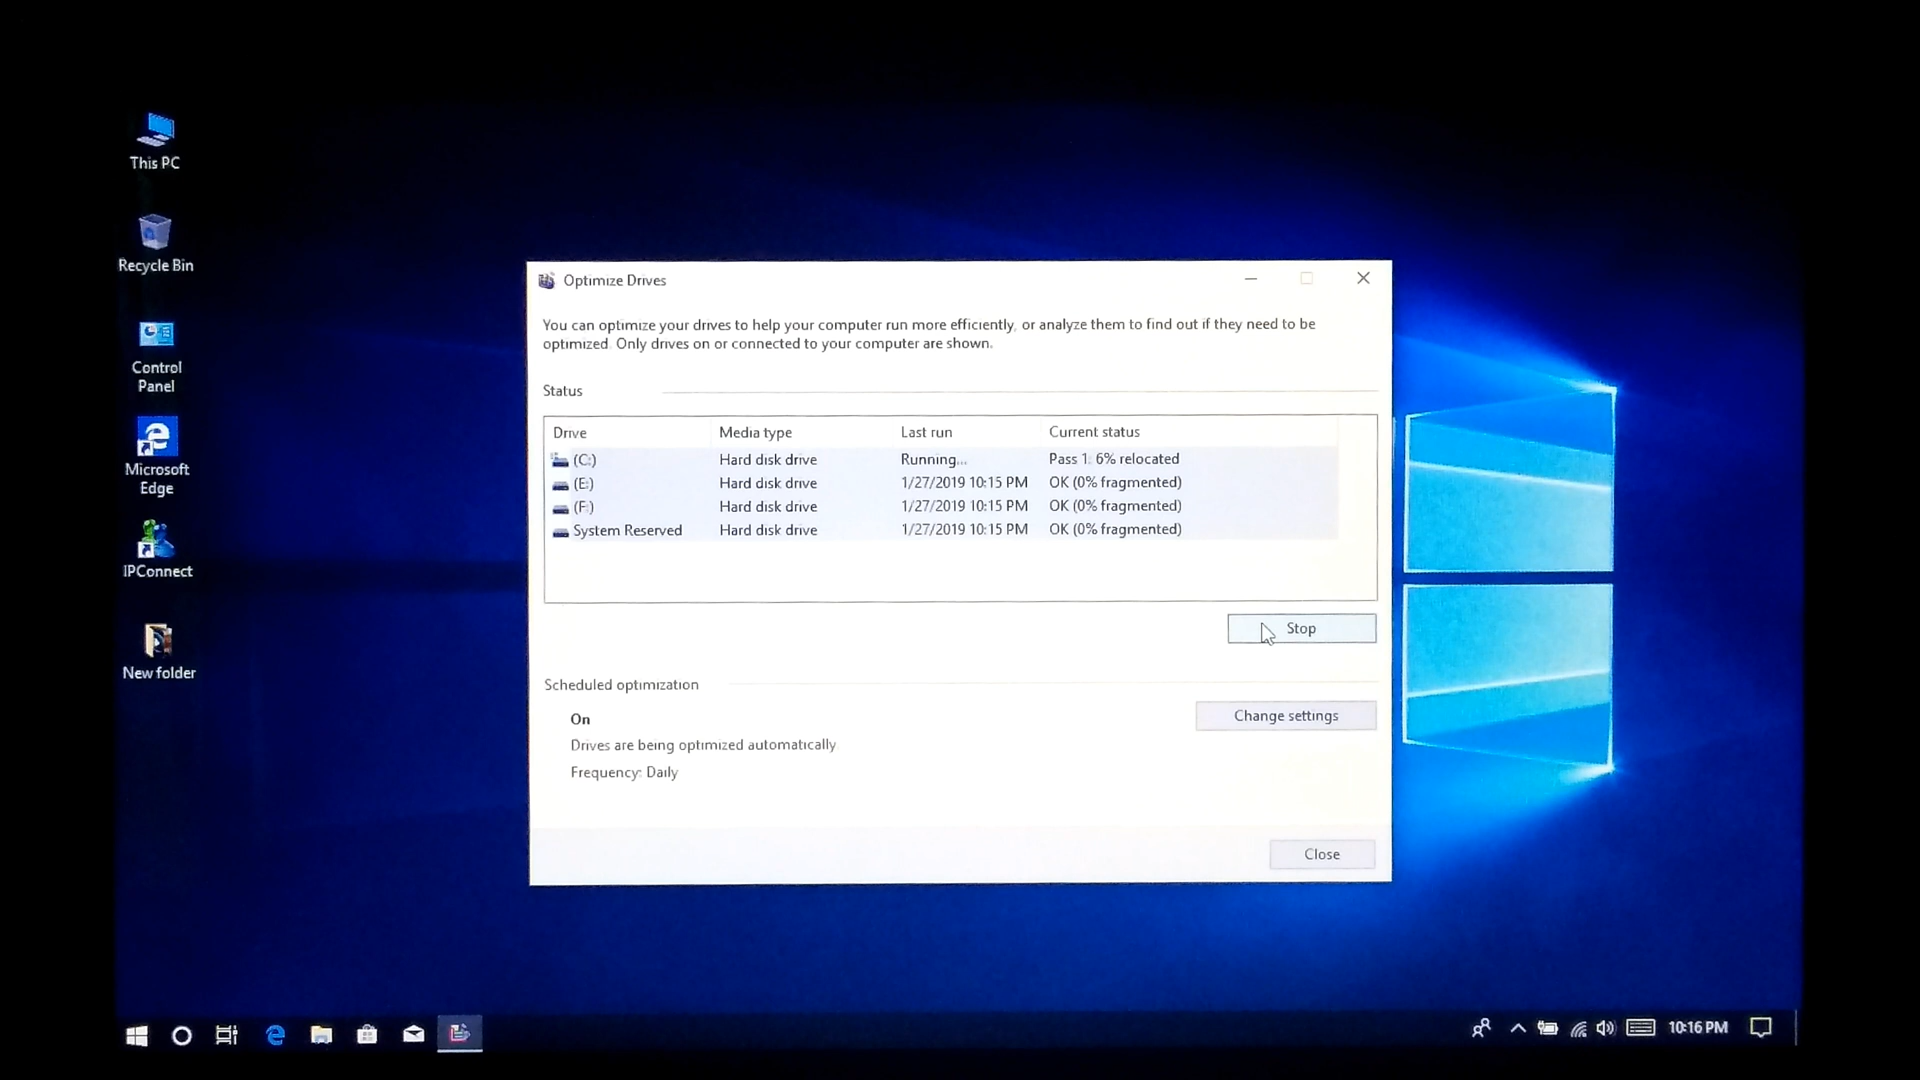 This PC
Recycle Bin
Control
Panel
Microsoft
Edge
IPConnect
New folder
Optimize Drives
You can optimize your drives to help your computer run more efficiently, or analyze them to find out if they need to be
optimized. Only drives on or connected to your computer are shown.
Status
Drive Media type Last run Current status
(C:) Hard disk drive Running... Pass 1: 6% relocated
(E:) Hard disk drive 1/27/2019 10:15 PM OK (0% fragmented)
(F:) Hard disk drive 1/27/2019 10:15 PM OK (0% fragmented)
System Reserved Hard disk drive 1/27/2019 10:15 PM OK (0% fragmented)
Stop
Scheduled optimization
On
Change settings
Drives are being optimized automatically.
Frequency: Daily
Close
10:16 PM